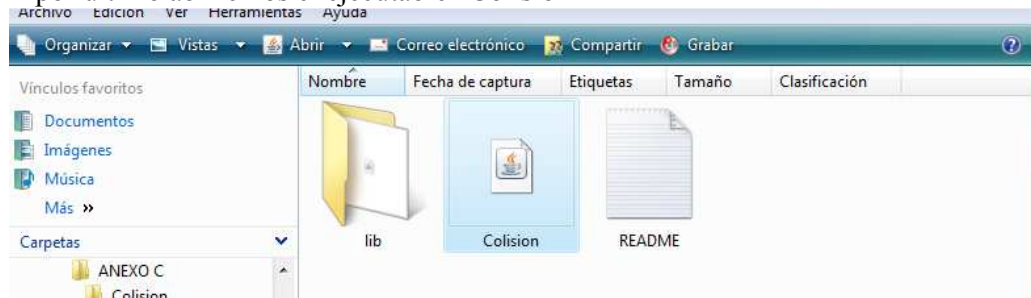 Archivo Edición Ver Herramientas Ayuda
Organizar Vistas Abrir Correo electrónico Compartir Grabar
Vínculos favoritos
Nombre Fecha de captura Etiquetas Tamaño Clasificación
Documentos
Imágenes
Música
Más »
lib Colision README
Carpetas
ANEXO C
Colision